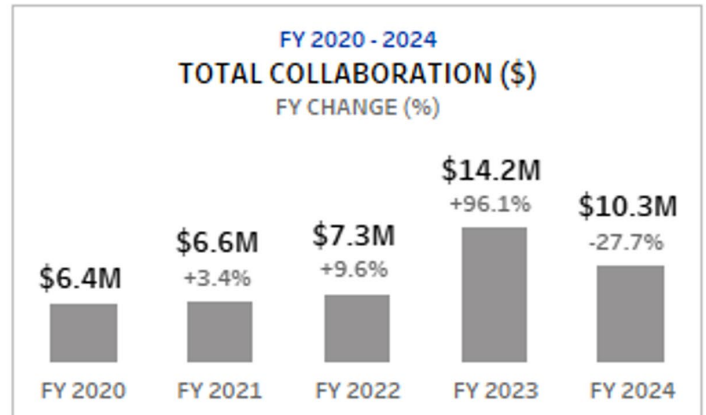 FY 2020 - 2024
TOTAL COLLABORATION ($)
FY CHANGE (%)
$6.4M
$6.6M
+3.4%
$7.3M
+9.6%
$14.2M
+96.1%
$10.3M
-27.7%
FY 2020
FY 2021
FY 2022
FY 2023
FY 2024